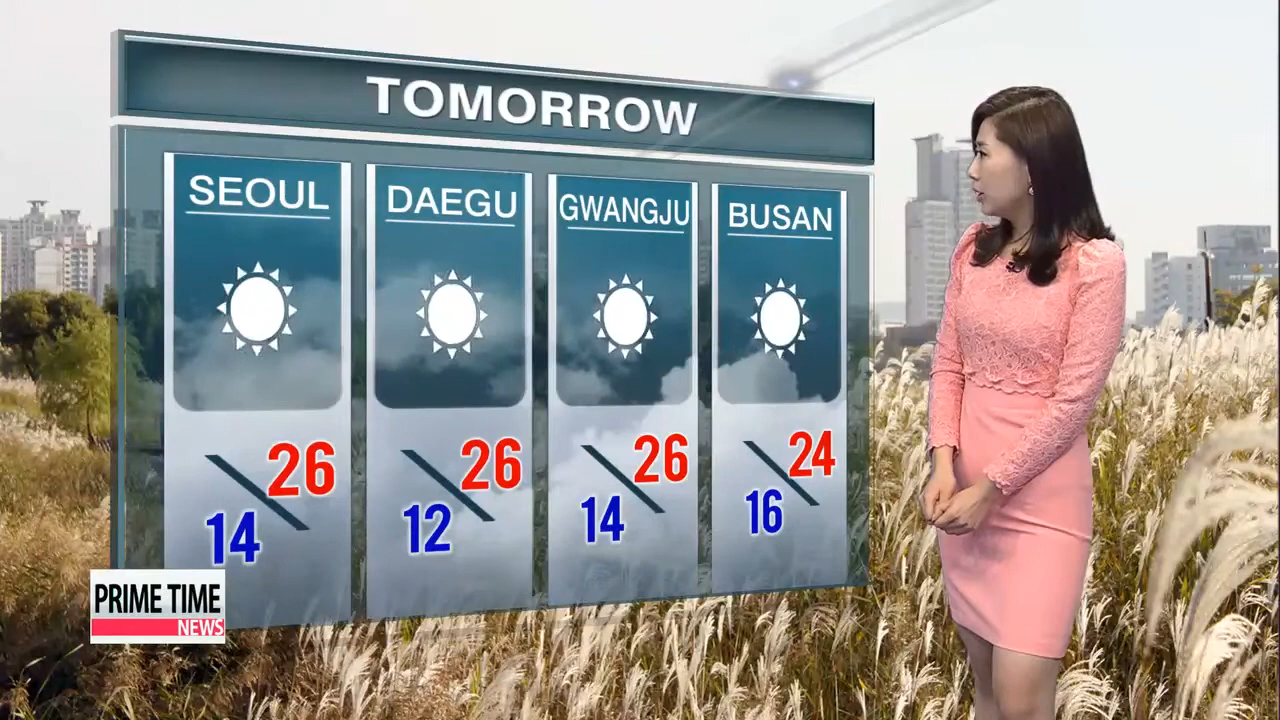 TOMORROW
SEOUL
26
14
DAEGU
26
12
GWANGJU
26
14
BUSAN
24
16
PRIME TIME
NEWS